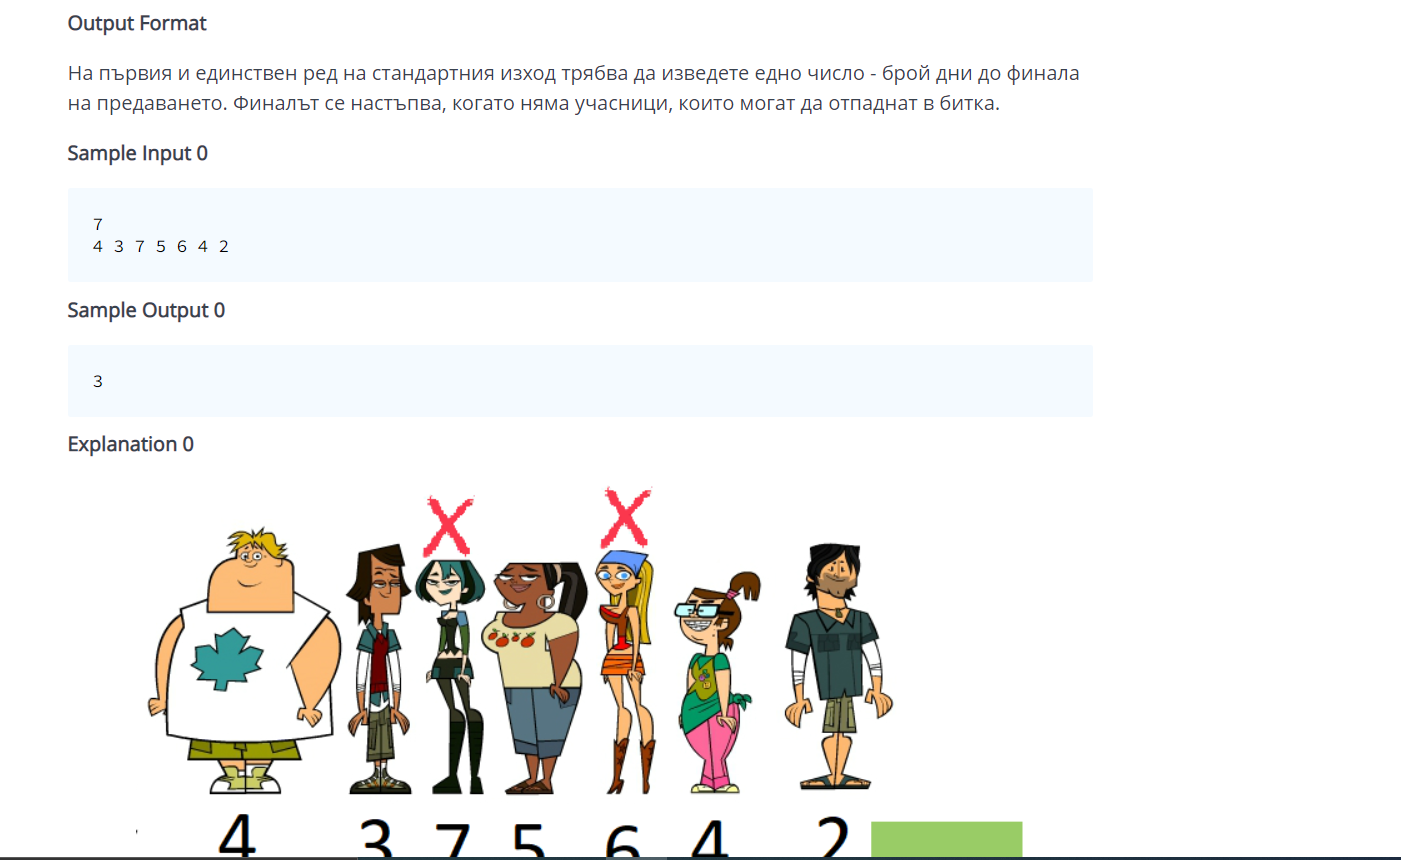 Output Format
На първия и единствен ред на стандартния изход трябва да изведете едно число - брой дни до финала
на предаването. Финалът се настъпва, когато няма учасници, които могат да отпаднат в битка.
Sample Input 0
7
4 3 7 5 6 4 2
Sample Output 0
3
Explanation 0
4 3 7 5 6 4 2